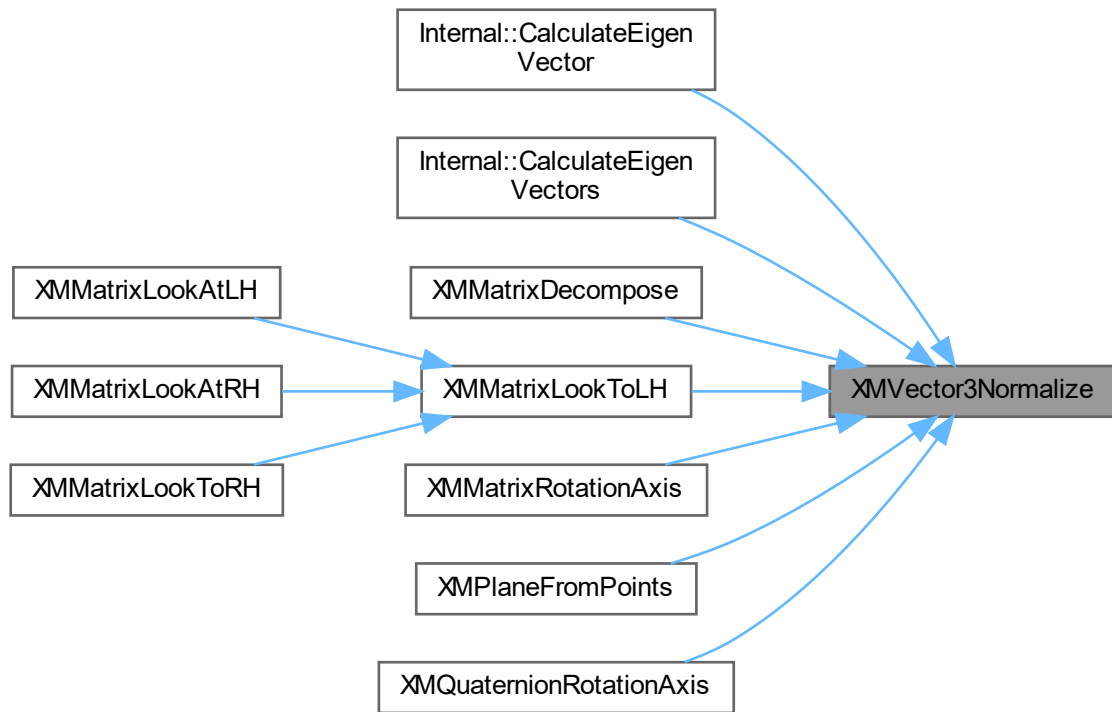 Internal::CalculateEigen
Vector
Internal::CalculateEigen
Vectors
XMMatrixLookAtLH
XMMatrixDecompose
XMMatrixLookAtRH
XMMatrixLookToLH
XMVector3Normalize
XMMatrixLookToRH
XMMatrixRotationAxis
XMPlaneFromPoints
XMQuaternionRotationAxis